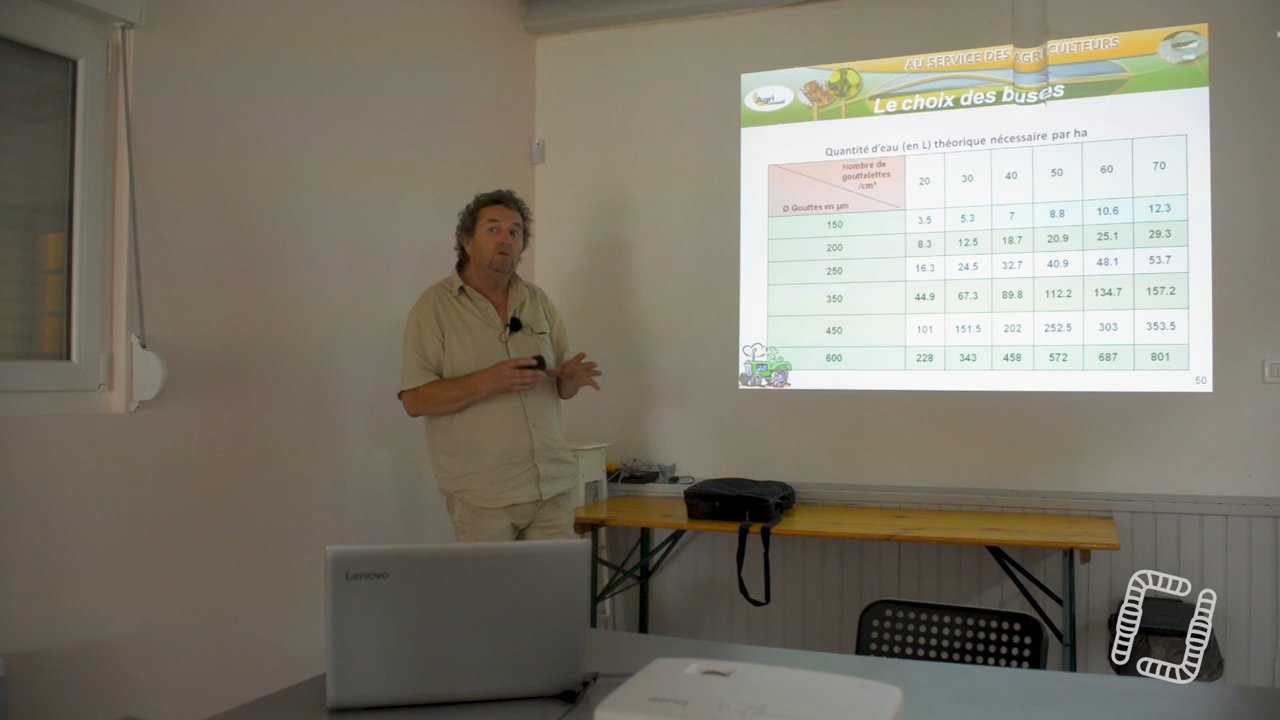 AU SERVICE DES AGRICULTEURS
Agri
Le choix des buses
Quantité d'eau (en L) théorique nécessaire par ha
Nombre de gouttelettes /cm² 20 30 40 50 60 70
Ø Gouttes en µm
150 3.5 5.3 7 8.8 10.6 12.3
200 8.3 12.5 18.7 20.9 25.1 29.3
250 16.3 24.5 32.7 40.9 48.1 53.7
350 44.9 67.3 89.8 112.2 134.7 157.2
450 101 151.5 202 252.5 303 353.5
600 228 343 458 572 687 801
50
Lenovo